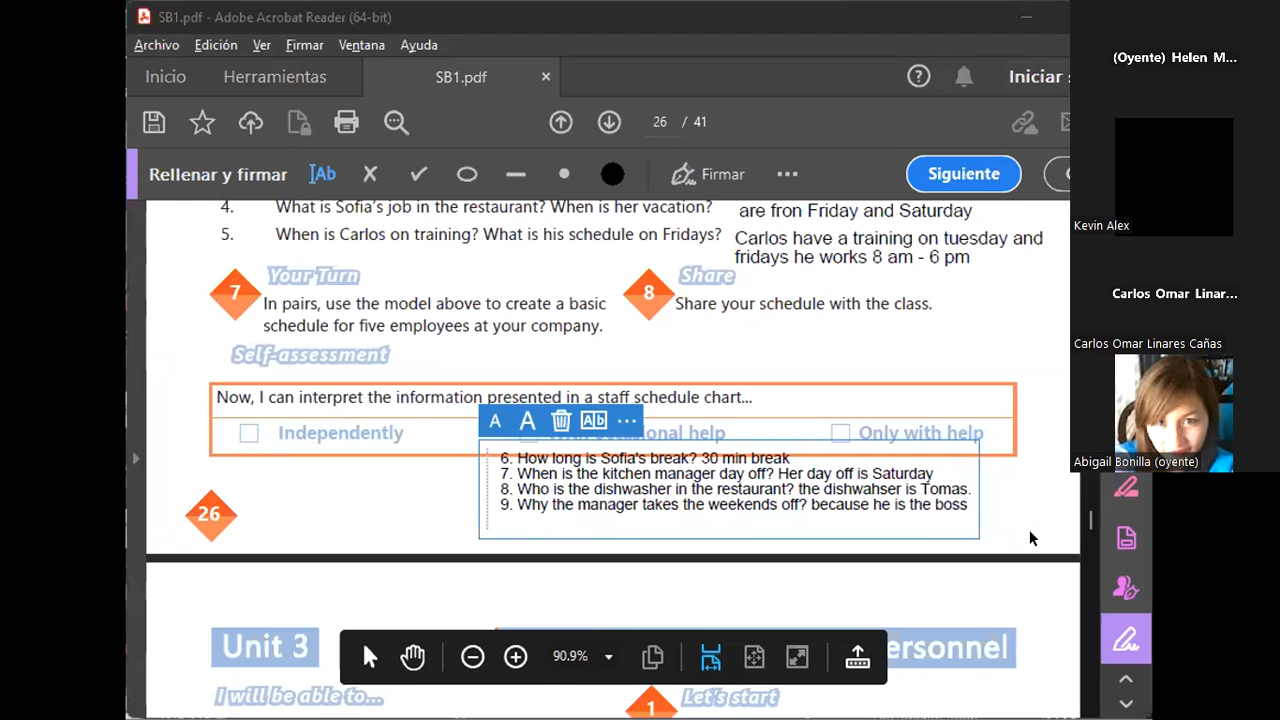 SB1.pdf - Adobe Acrobat Reader (64-bit)
Archivo Edición Ver Firmar Ventana Ayuda
Inicio Herramientas SB1.pdf × Iniciar
26 / 41
Rellenar y firmar Ab Firmar Siguiente
4. What is Sofia's job in the restaurant? When is her vacation? are fron Friday and Saturday
5. When is Carlos on training? What is his schedule on Fridays? Carlos have a training on tuesday and
fridays he works 8 am - 6 pm
7 Your Turn
In pairs, use the model above to create a basic
schedule for five employees at your company.
8 Share
Share your schedule with the class.
Self-assessment
Now, I can interpret the information presented in a staff schedule chart...
A A Ab
Independently help Only with help
6. How long is Sofia's break? 30 min break
7. When is the kitchen manager day off? Her day off is Saturday
8. Who is the dishwasher in the restaurant? the dishwahser is Tomas.
9. Why the manager takes the weekends off? because he is the boss
26
Unit 3 ersonnel
90.9%
I will be able to...
1 Let's start
(Oyente) Helen M...
Kevin Alex
Carlos Omar Linar...
Carlos Omar Linares Cañas
Abigail Bonilla (oyente)